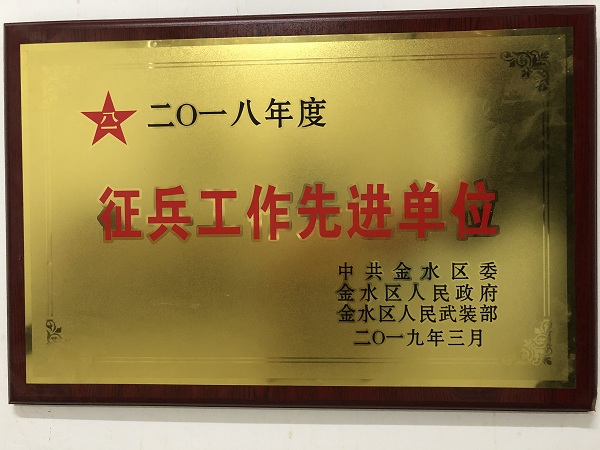 八一
二〇一八年度
征兵工作先进单位
中共金水区委
金水区人民政府
金水区人民武装部
二〇一九年三月